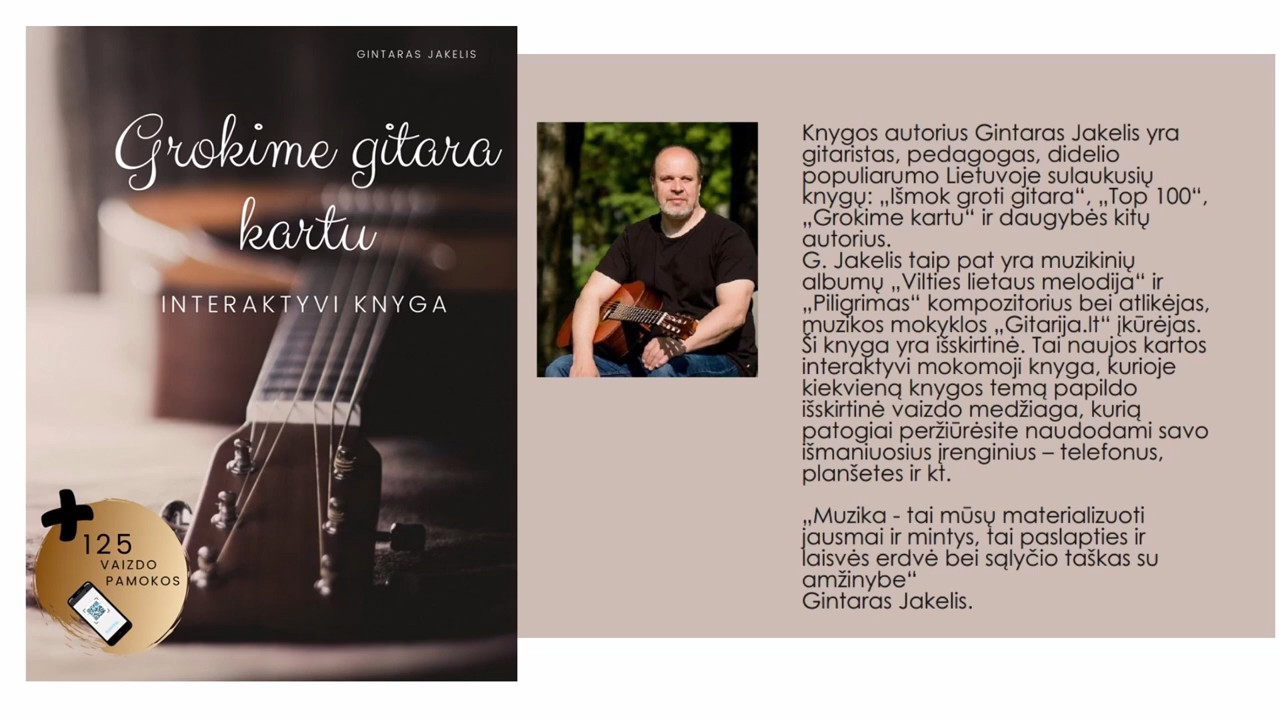 GINTARAS JAKELIS
Grokime gitara
kartu
INTERAKTYVI KNYGA
125
VAIZDO
PAMOKOS
Knygos autorius Gintaras Jakelis yra
gitaristas, pedagogas, didelio
populiarumo Lietuvoje sulaukusių
knygų: „Išmok groti gitara“, „Top 100“,
„Grokime kartu“ ir daugybės kitų
autorius.
G. Jakelis taip pat yra muzikinių
albumų „Vilties lietaus melodija“ ir
„Piligrimas“ kompozitorius bei atlikėjas,
muzikos mokyklos „Gitarija.lt“ įkūrėjas.
Ši knyga yra išskirtinė. Tai naujos kartos
interaktyvi mokomoji knyga, kurioje
kiekvieną knygos temą papildo
išskirtinė vaizdo medžiaga, kurią
patogiai peržiūrėsite naudodami savo
išmaniuosius įrenginius – telefonus,
planšetes ir kt.
„Muzika - tai mūsų materializuoti
jausmai ir mintys, tai paslapties ir
laisvės erdvė bei sąlyčio taškas su
amžinybe“
Gintaras Jakelis.